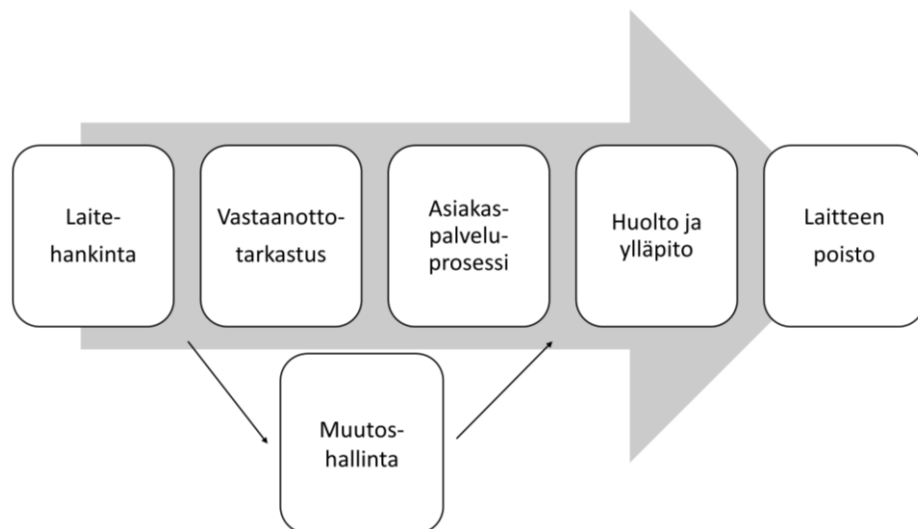 Laite-
hankinta
Vastaanotto-
tarkastus
Asiakas-
palvelu-
prosessi
Huolto ja
ylläpito
Laitteen
poisto
Muutos-
hallinta